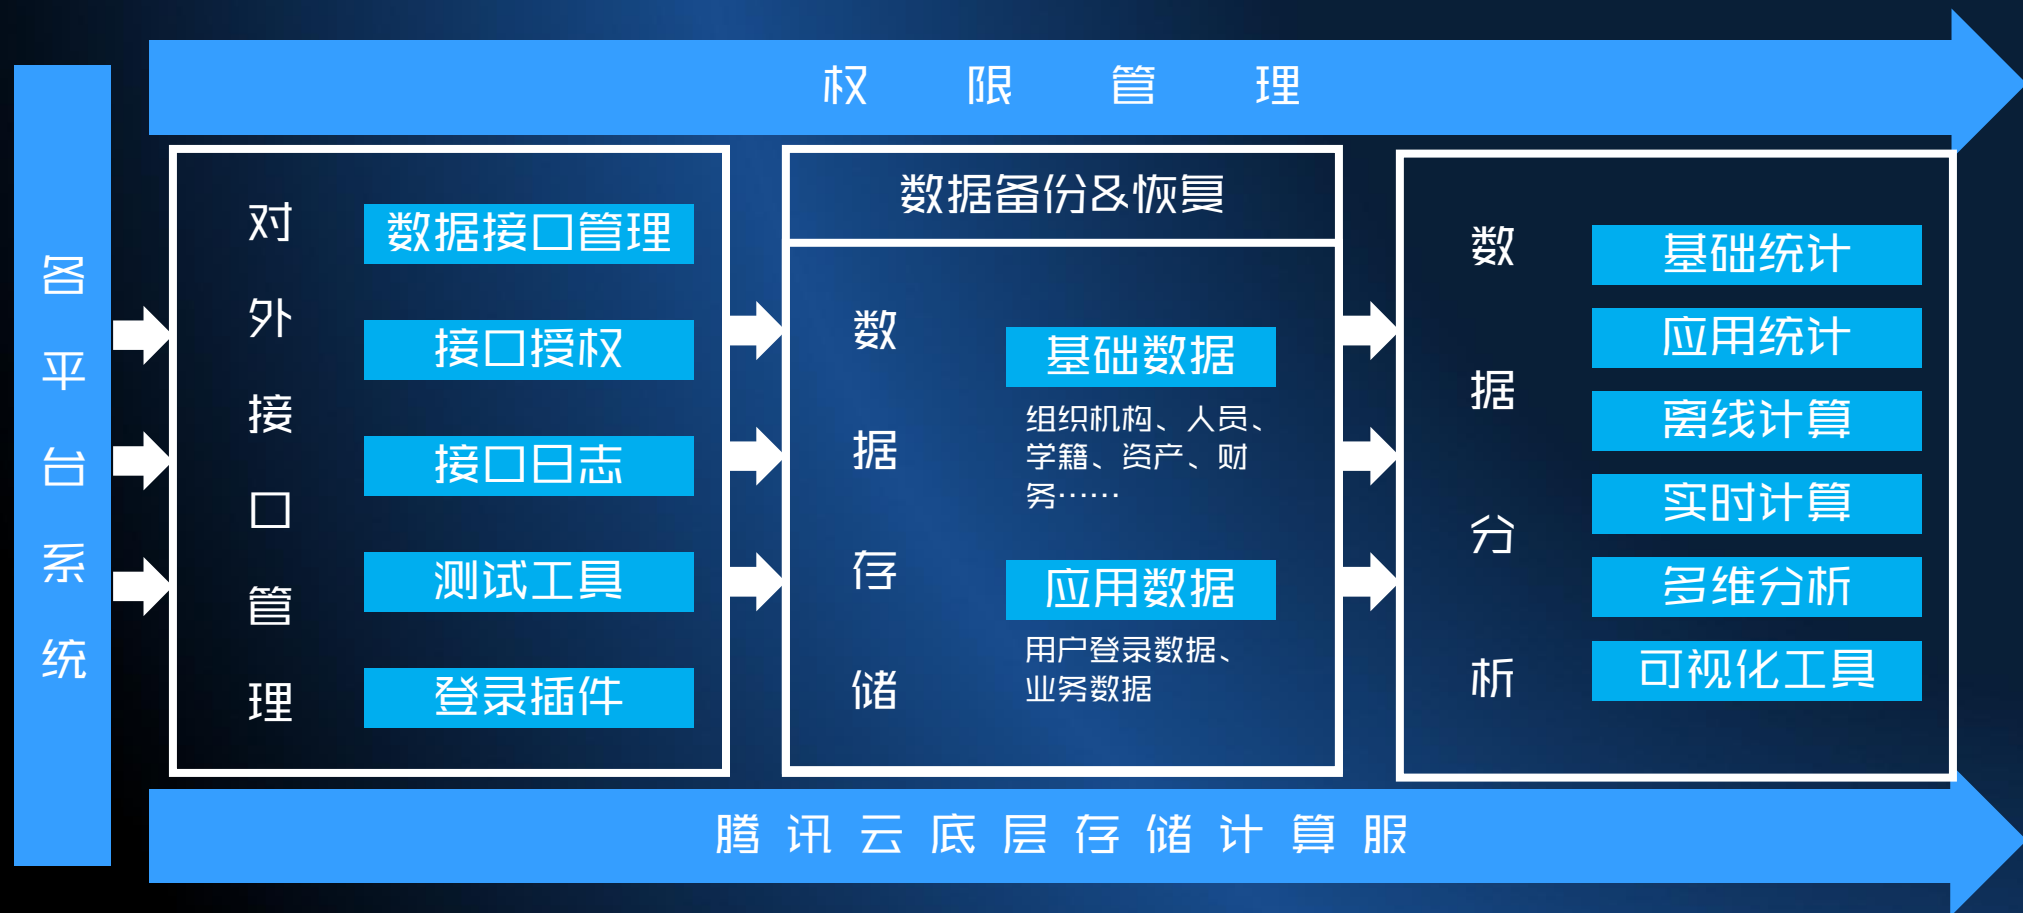 权限管理
各平台系统
对外接口管理
数据接口管理
接口授权
接口日志
测试工具
登录插件
数据备份&恢复
数据存储
基础数据
组织机构、人员、
学籍、资产、财
务……
应用数据
用户登录数据、
业务数据
数据分析
基础统计
应用统计
离线计算
实时计算
多维分析
可视化工具
腾讯云底层存储计算服